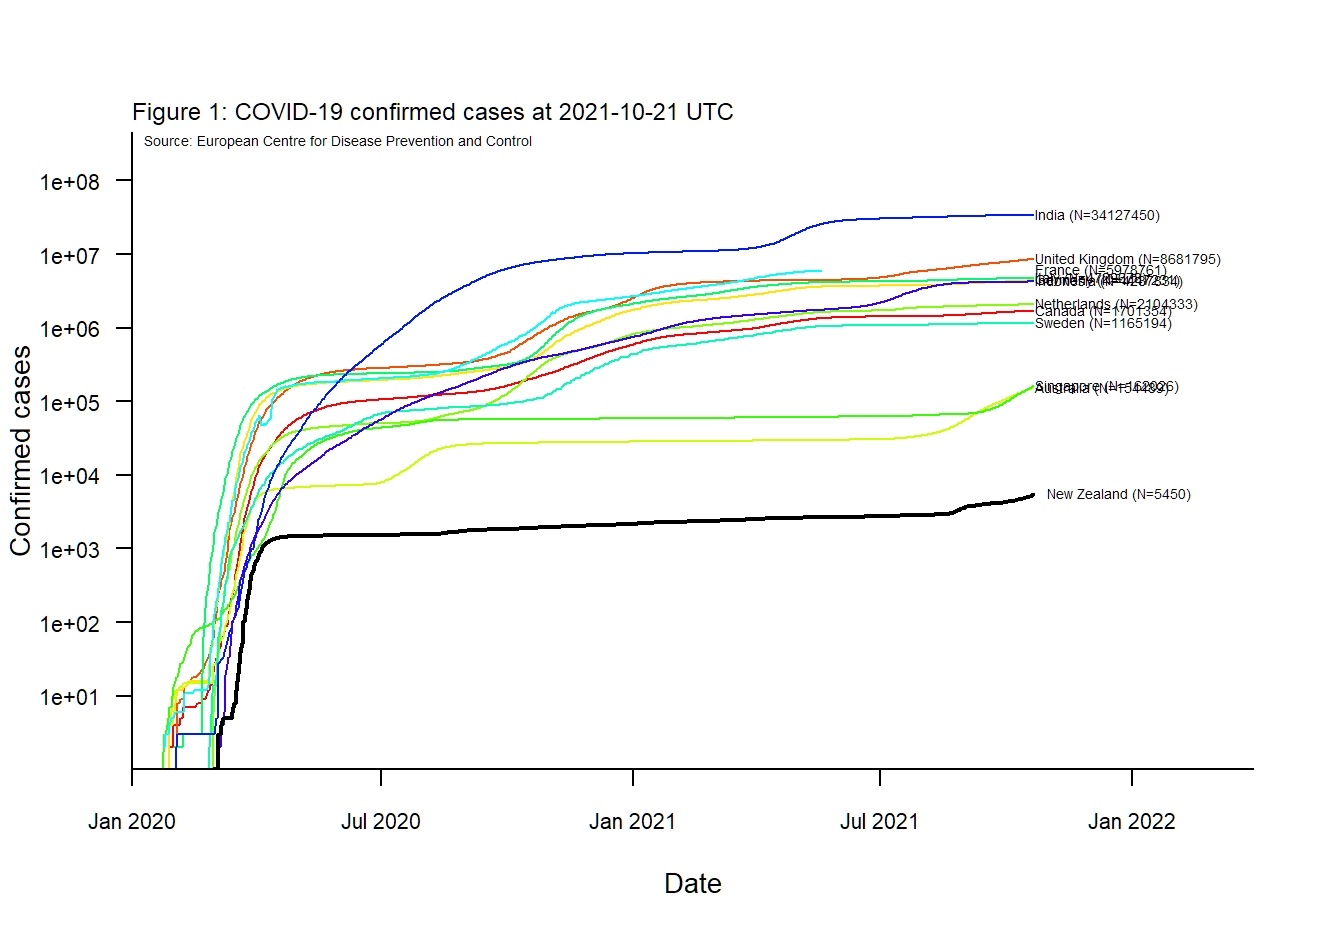 Figure 1: COVID-19 confirmed cases at 2021-10-21 UTC
Source: European Centre for Disease Prevention and Control
Confirmed cases
1e+08
1e+07
1e+06
1e+05
1e+04
1e+03
1e+02
1e+01
India (N=34127450)
United Kingdom (N=8681795)
France (N=5978761)
Netherlands (N=2104333)
Canada (N=1701354)
Sweden (N=1165194)
Singapore (N=162026)
Australia
New Zealand (N=5450)
Jan 2020
Jul 2020
Jan 2021
Jul 2021
Jan 2022
Date